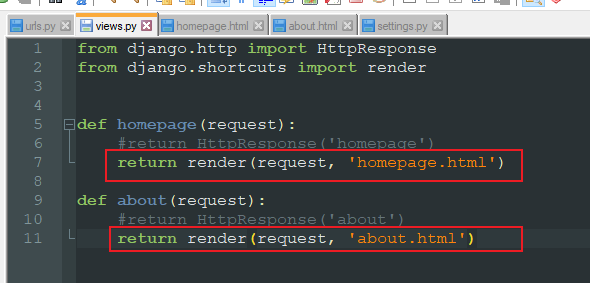 urls.py views.py homepage.html about.html settings.py
1 from django.http import HttpResponse
2 from django.shortcuts import render
3
4
5 def homepage(request):
6 #return HttpResponse('homepage')
7 return render(request, 'homepage.html')
8
9 def about(request):
10 #return HttpResponse('about')
11 return render(request, 'about.html')